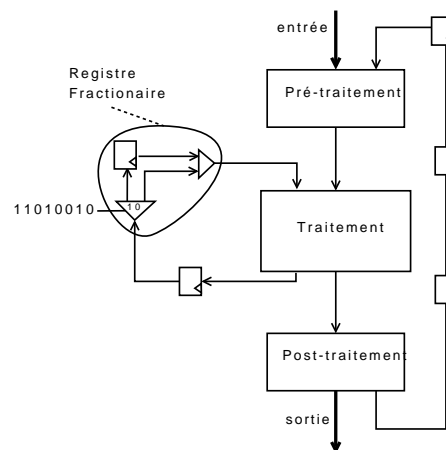 entrée
Registre
Fractionaire
Pré-traitement
10
11010010
Traitement
Post-traitement
sortie